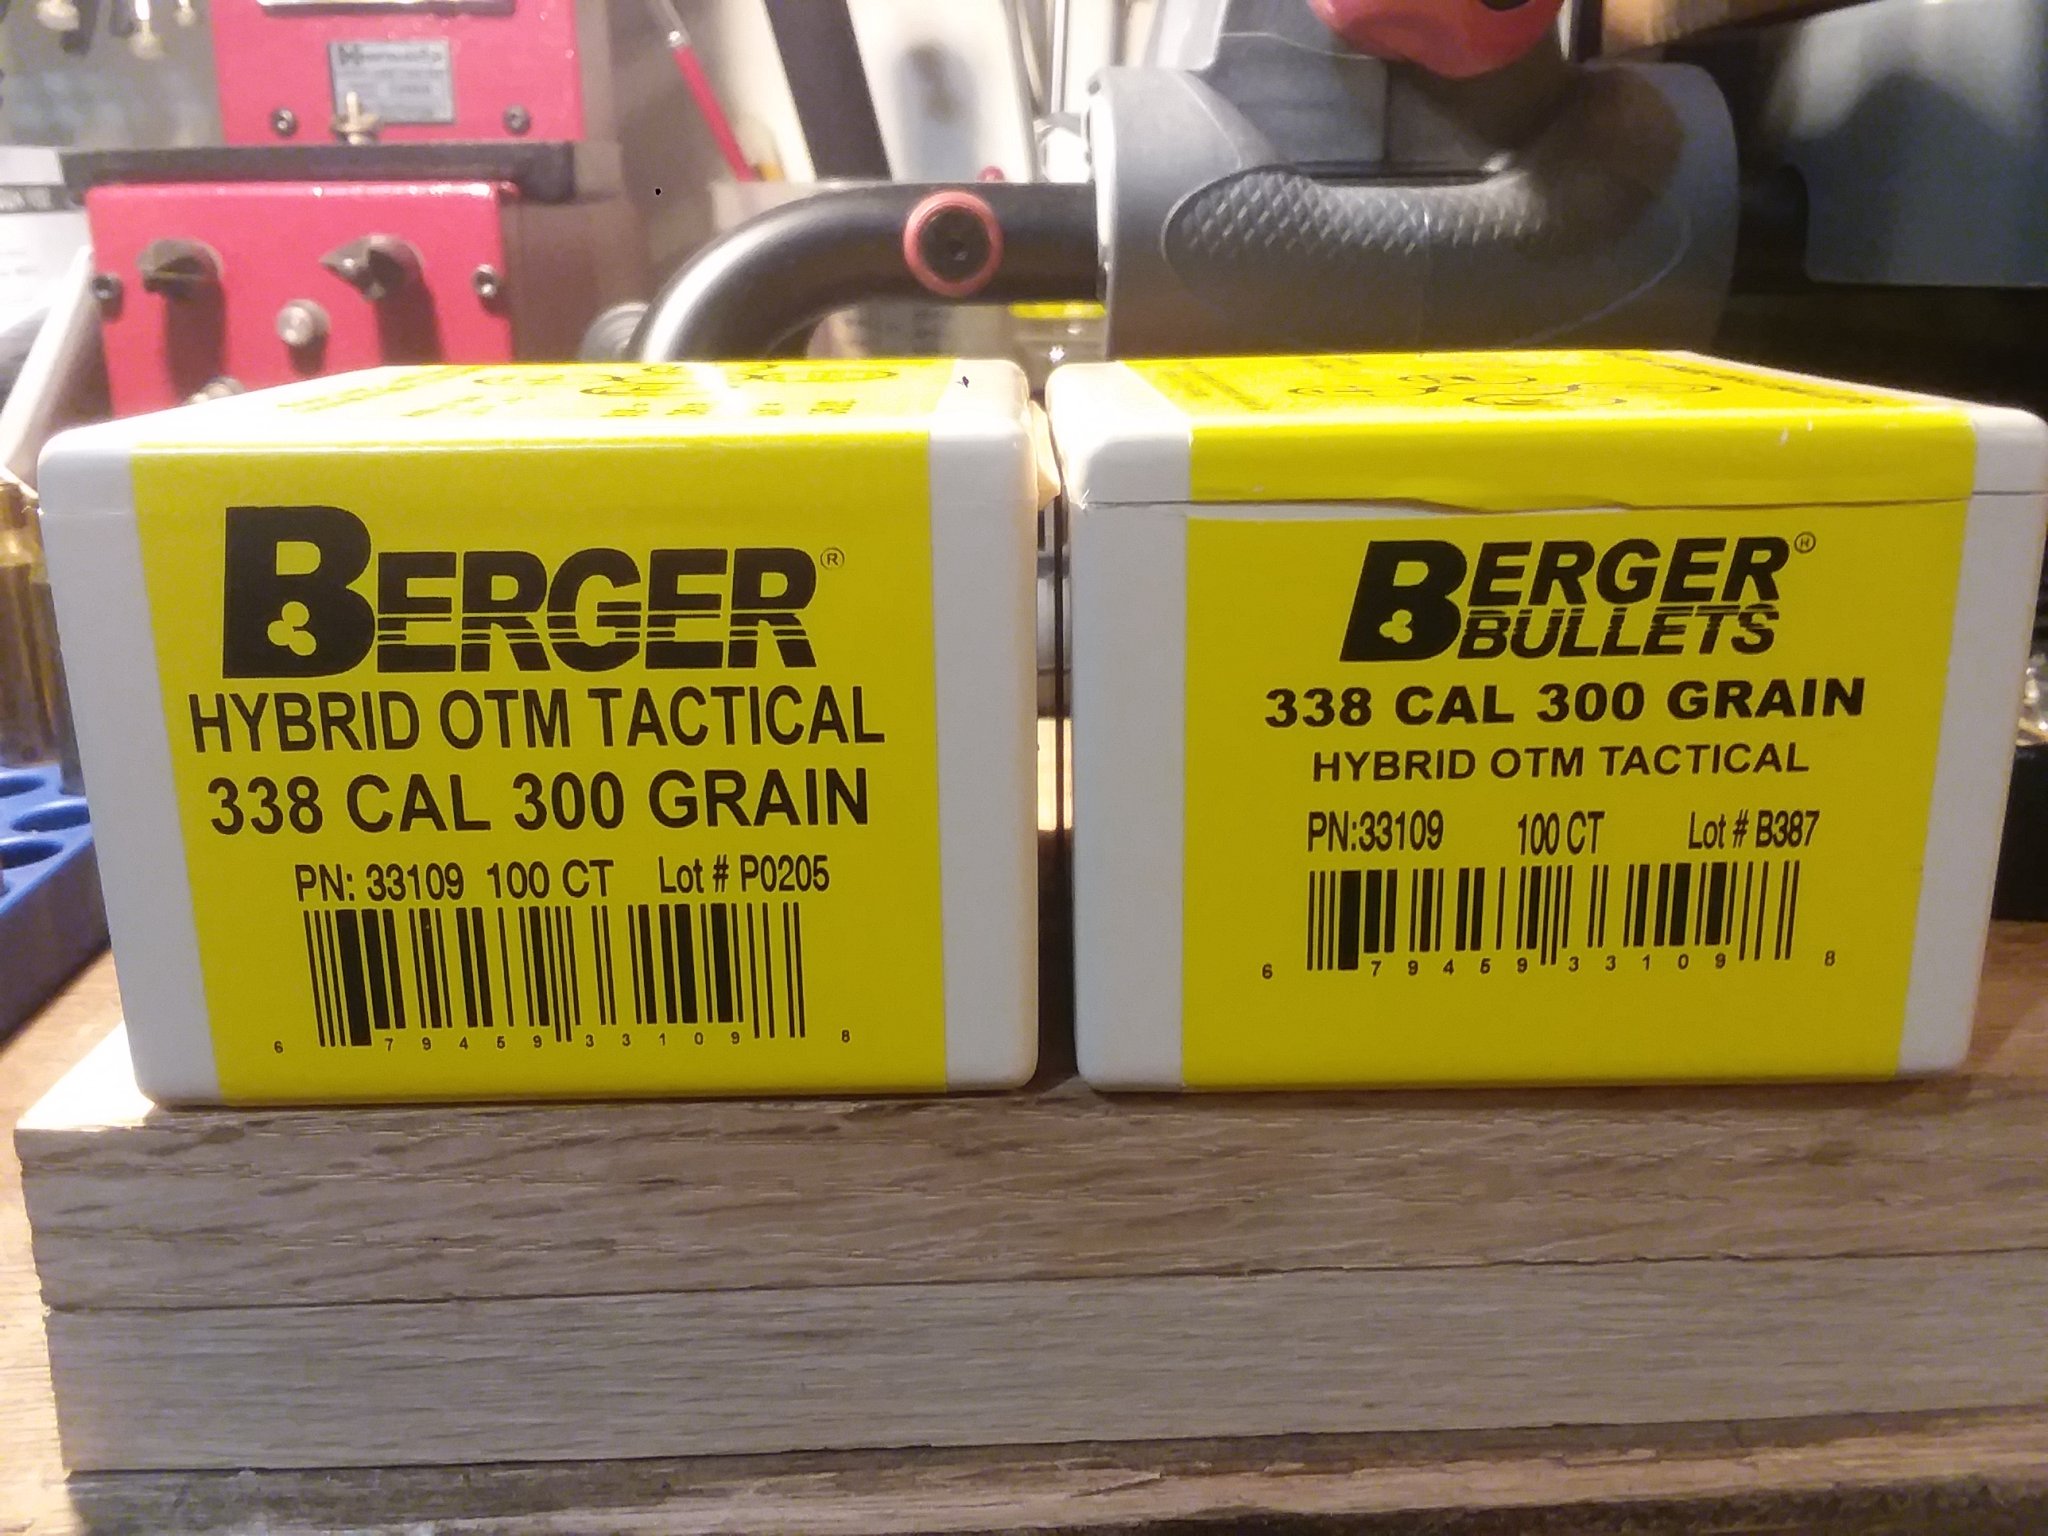 BERGER®
HYBRID OTM TACTICAL
338 CAL 300 GRAIN
PN: 33109 100 CT Lot # P0205
6 79459 33109 8
BERGER®
BULLETS
338 CAL 300 GRAIN
HYBRID OTM TACTICAL
PN:33109 100 CT Lot # B387
6 79459 33109 8